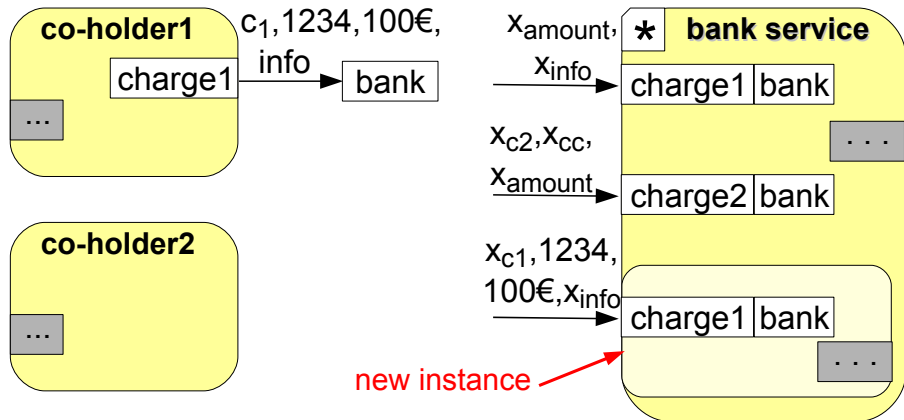 co-holder1
c1,1234,100€,
info
charge1
bank
...
co-holder2
...
xamount,
xinfo
* bank service
charge1 bank
. . .
xc2,xcc,
xamount
charge2 bank
xc1,1234,
100€,xinfo
charge1 bank
. . .
new instance